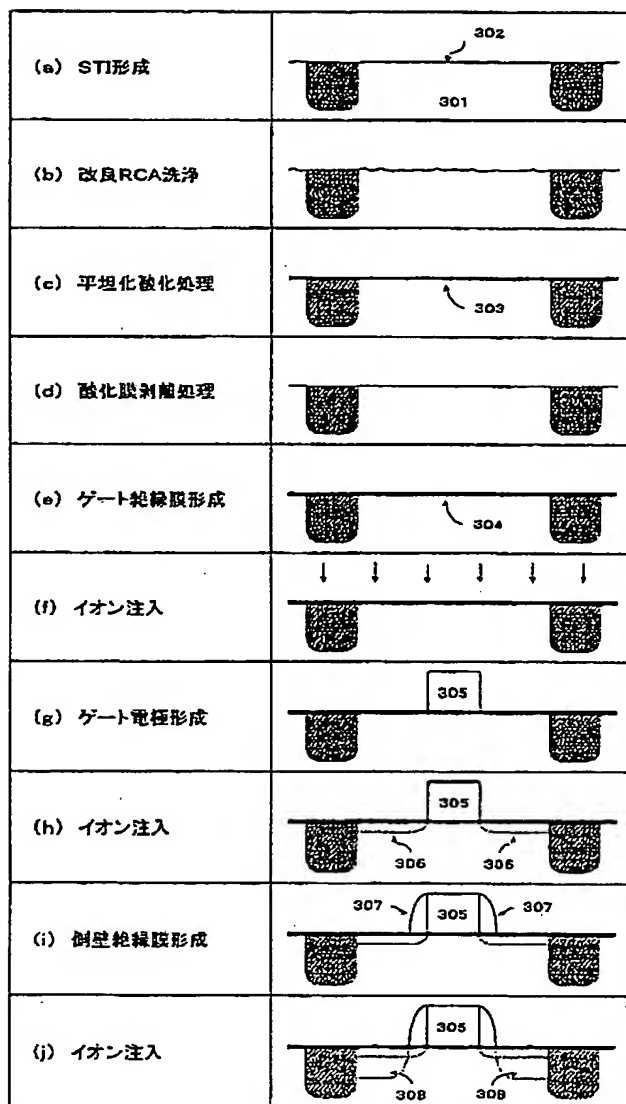 (a) STI形成
302
301
(b) 改良RCA洗浄
(c) 平坦化酸化処理
303
(d) 酸化膜剥離処理
(e) ゲート絶縁膜形成
304
(f) イオン注入
(g) ゲート電極形成
305
(h) イオン注入
305
306
306
(i) 側壁絶縁膜形成
307
305
307
(j) イオン注入
305
308
308